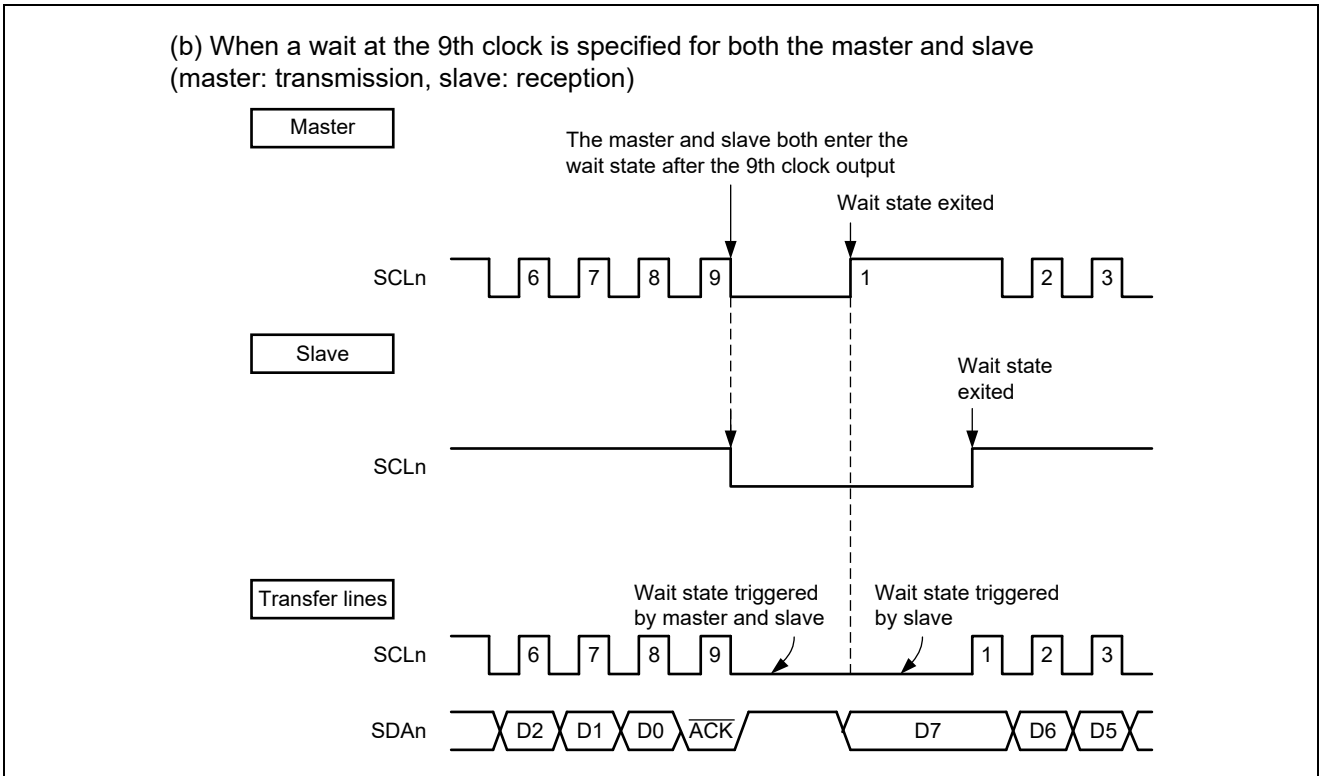 (b) When a wait at the 9th clock is specified for both the master and slave
(master: transmission, slave: reception)
Master
The master and slave both enter the
wait state after the 9th clock output
Wait state exited
SCLn
6 7 8 9 1 2 3
Slave
Wait state
exited
SCLn
Transfer lines
Wait state triggered
by master and slave
Wait state triggered
by slave
SCLn
6 7 8 9 1 2 3
SDAn
D2 D1 D0 A̅C̅K̅ D7 D6 D5